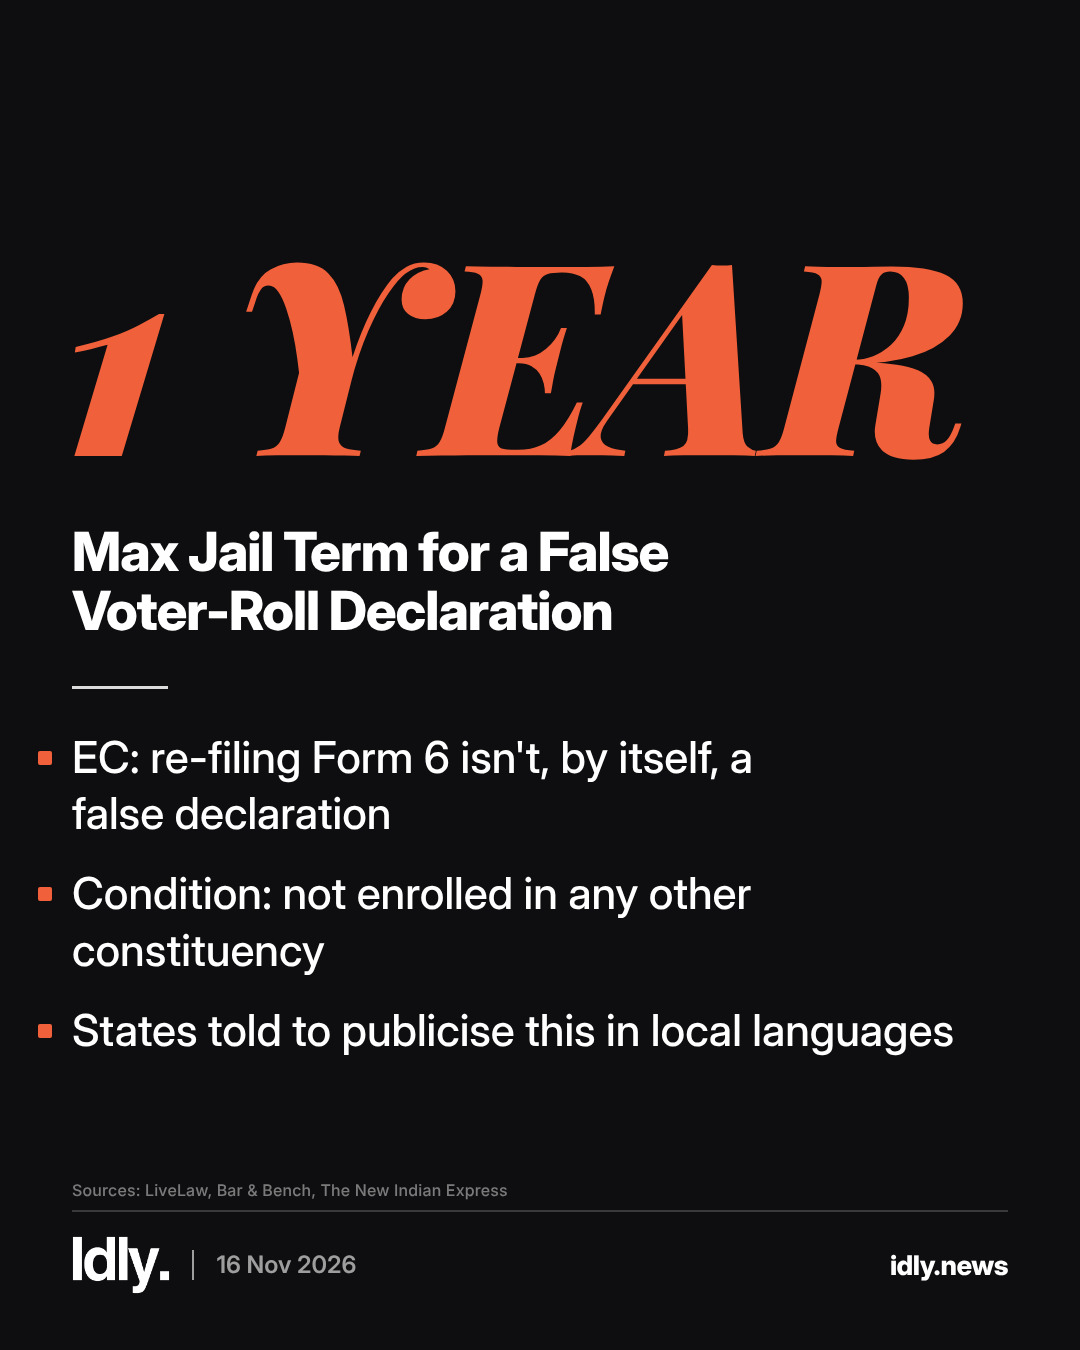 1 YEAR
Max Jail Term for a False
Voter-Roll Declaration
EC: re-filing Form 6 isn't, by itself, a
false declaration
Condition: not enrolled in any other
constituency
States told to publicise this in local languages
Sources: LiveLaw, Bar & Bench, The New Indian Express
Idly. | 16 Nov 2026
idly.news